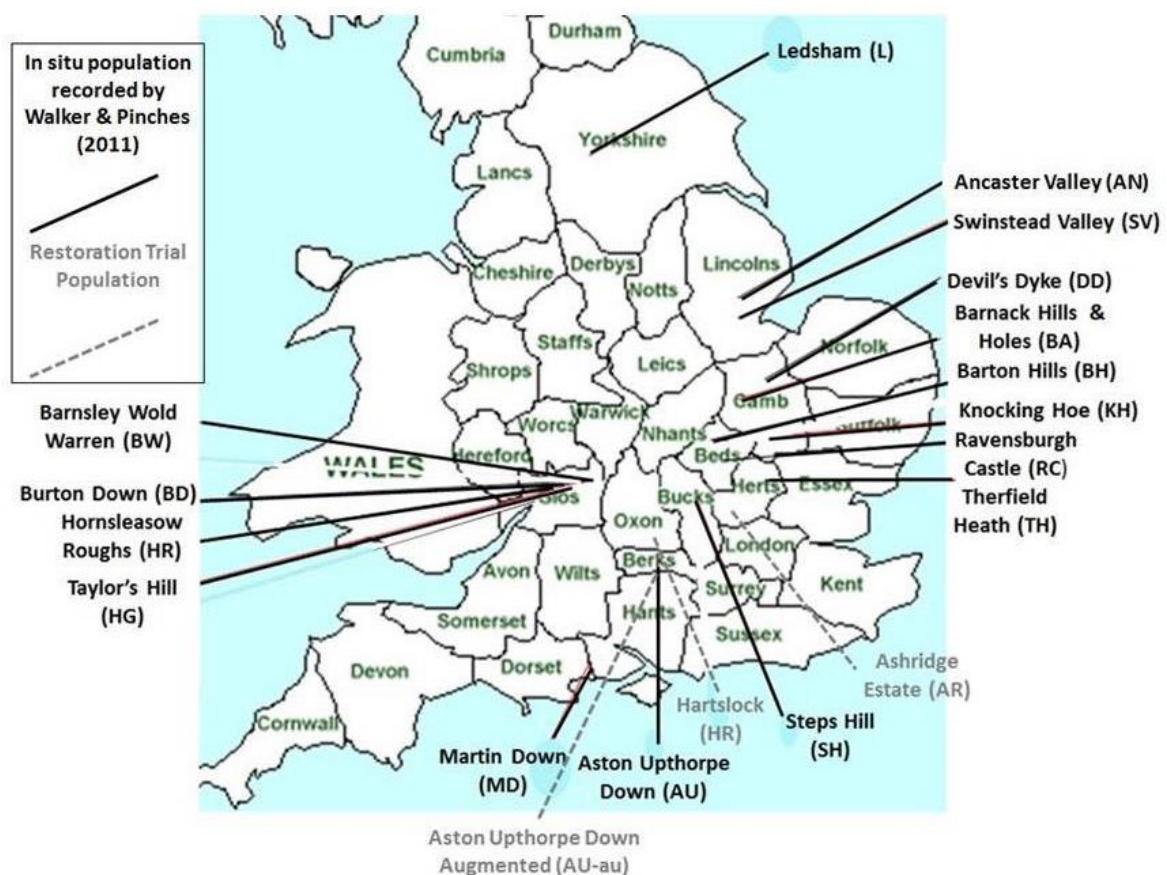 In situ population
recorded by
Walker & Pinches
(2011)
Restoration Trial
Population
Durham
Cumbria
Ledsham (L)
Yorkshire
Lancs
Ancaster Valley (AN)
Swinstead Valley (SV)
Cheshire
Derbys
Notts
Lincolns
Devil's Dyke (DD)
Barnack Hills &
Holes (BA)
Staffs
Shrops
Leics
Norfolk
Barton Hills (BH)
Camb
Knocking Hoe (KH)
Suffolk
Ravensburgh
Castle (RC)
Therfield
Heath (TH)
Barnsley Wold
Warren (BW)
Worcs
Warwick
Nhants
Beds
Hereford
WALES
Burton Down (BD)
Hornsleasow
Roughs (HR)
Taylor's Hill
(HG)
Glos
Oxon
Bucks
Herts
Essex
London
Avon
Wilts
Berks
Surrey
Kent
Somerset
Hants
Sussex
Devon
Dorset
Cornwall
Ashridge
Estate (AR)
Hartslock
(HR)
Steps Hill
(SH)
Martin Down
(MD)
Aston Upthorpe
Down (AU)
Aston Upthorpe Down
Augmented (AU-au)